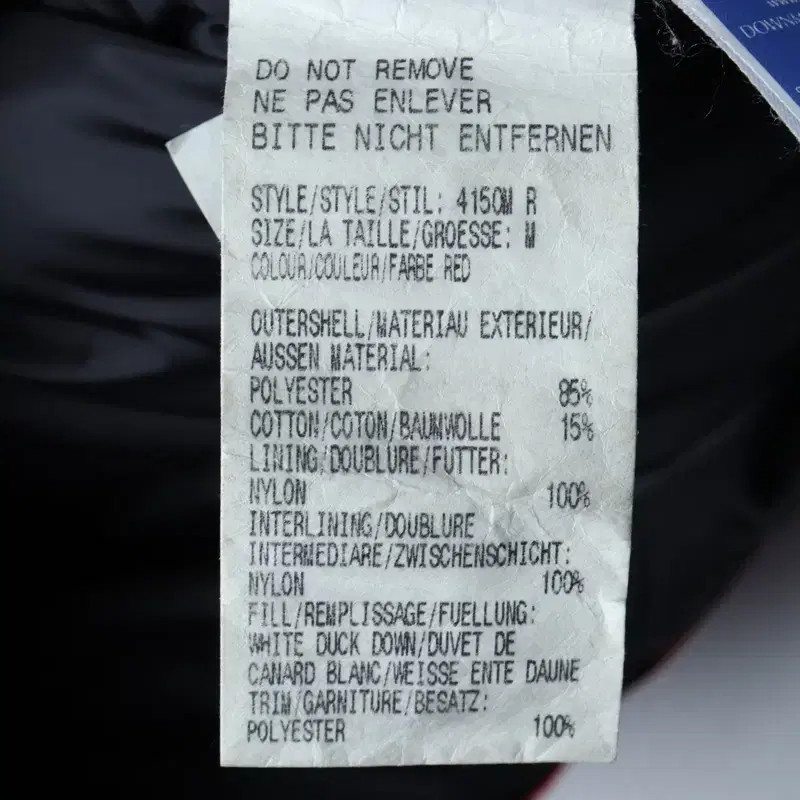 DO NOT REMOVE
NE PAS ENLEVER
BITTE NICHT ENTFERNEN
STYLE/STYLE/STIL: 4150M R
SIZE/LA TAILLE/GROESSE: M
COLOUR/COULEUR/FARBE RED
OUTERSHELL/MATERIAU EXTERIEUR/
AUSSEN MATERIAL:
POLYESTER 85%
COTTON/COTON/BAUMWOLLE 15%
LINING/DOUBLURE/FUTTER:
NYLON 100%
INTERLINING/DOUBLURE
INTERMEDIARE/ZWISCHENSCHICHT:
NYLON 100%
FILL/REMPLISSAGE/FUELLUNG:
WHITE DUCK DOWN/DUVET DE
CANARD BLANC/WEISSE ENTE DAUNE
TRIM/GARNITURE/BESATZ:
POLYESTER 100%